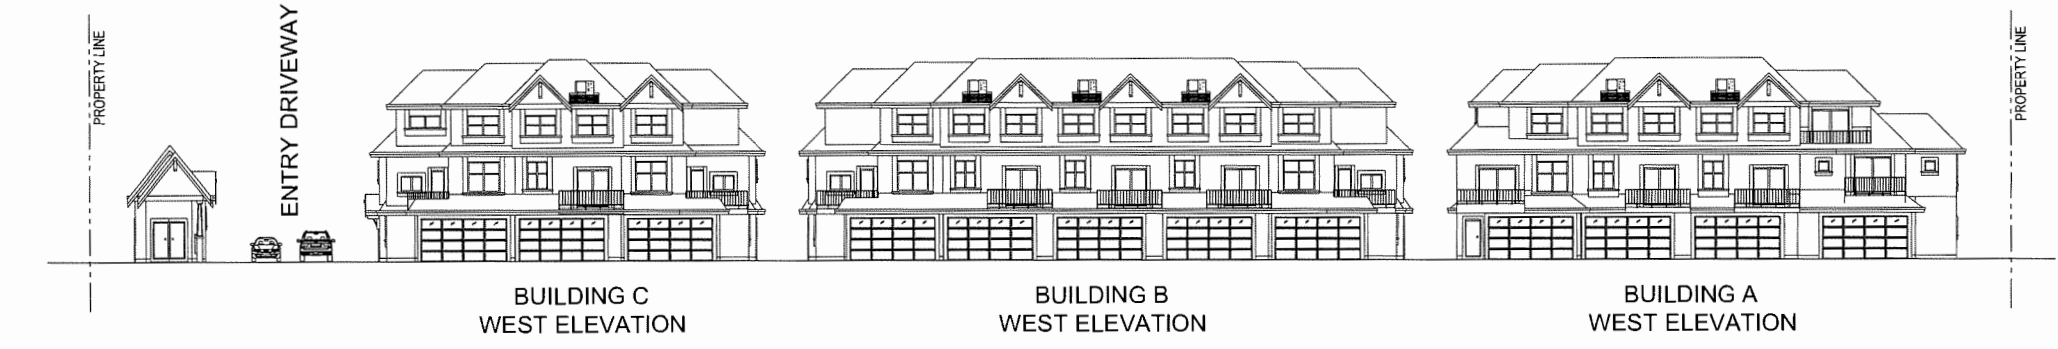 PROPERTY LINE
ENTRY DRIVEWAY
BUILDING C
WEST ELEVATION
BUILDING B
WEST ELEVATION
BUILDING A
WEST ELEVATION
PROPERTY LINE